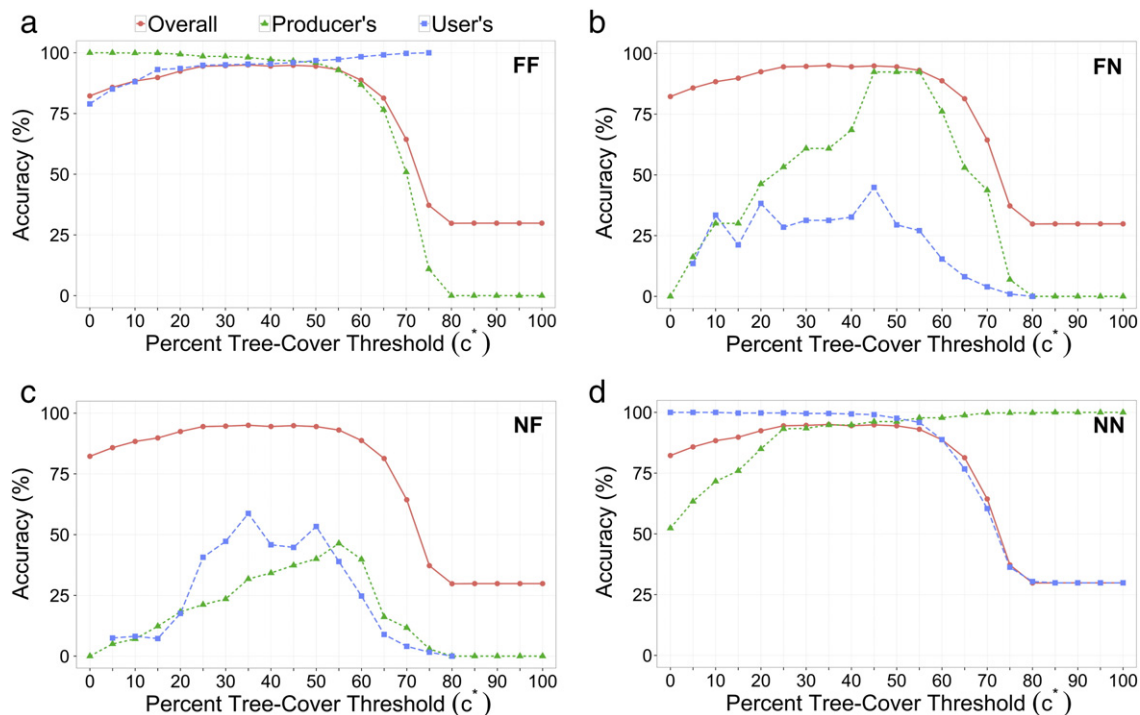 a
Overall Producer's User's
FF
100
75
50
25
0
Accuracy (%)
0 10 20 30 40 50 60 70 80 90 100
Percent Tree-Cover Threshold (c*)
b
FN
100
75
50
25
0
Accuracy (%)
0 10 20 30 40 50 60 70 80 90 100
Percent Tree-Cover Threshold (c*)
c
NF
100
75
50
25
0
Accuracy (%)
0 10 20 30 40 50 60 70 80 90 100
Percent Tree-Cover Threshold (c*)
d
NN
100
75
50
25
0
Accuracy (%)
0 10 20 30 40 50 60 70 80 90 100
Percent Tree-Cover Threshold (c*)